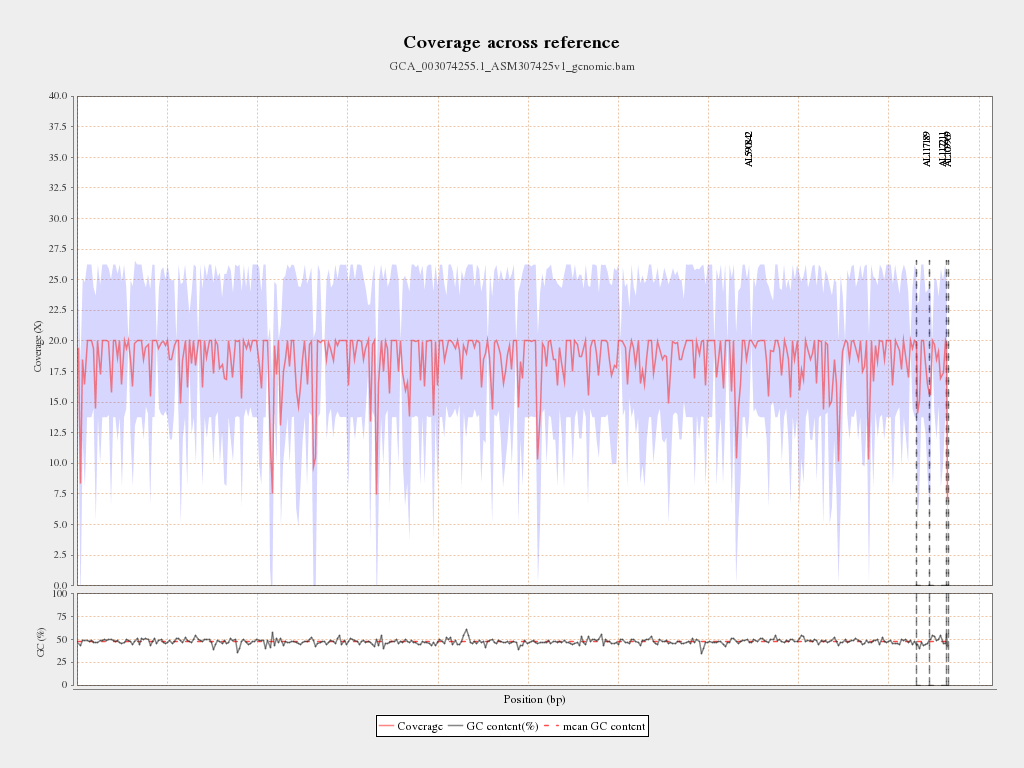 Coverage across reference
GCA_003074255.1_ASM307425v1_genomic.bam
40.0
37.5
35.0
32.5
30.0
27.5
25.0
22.5
20.0
17.5
15.0
12.5
10.0
7.5
5.0
2.5
0.0
Coverage (X)
AL590842
AL117189
AL117211
AL109969
100
75
50
25
0
GC (%)
Position (bp)
Coverage GC content(%) mean GC content